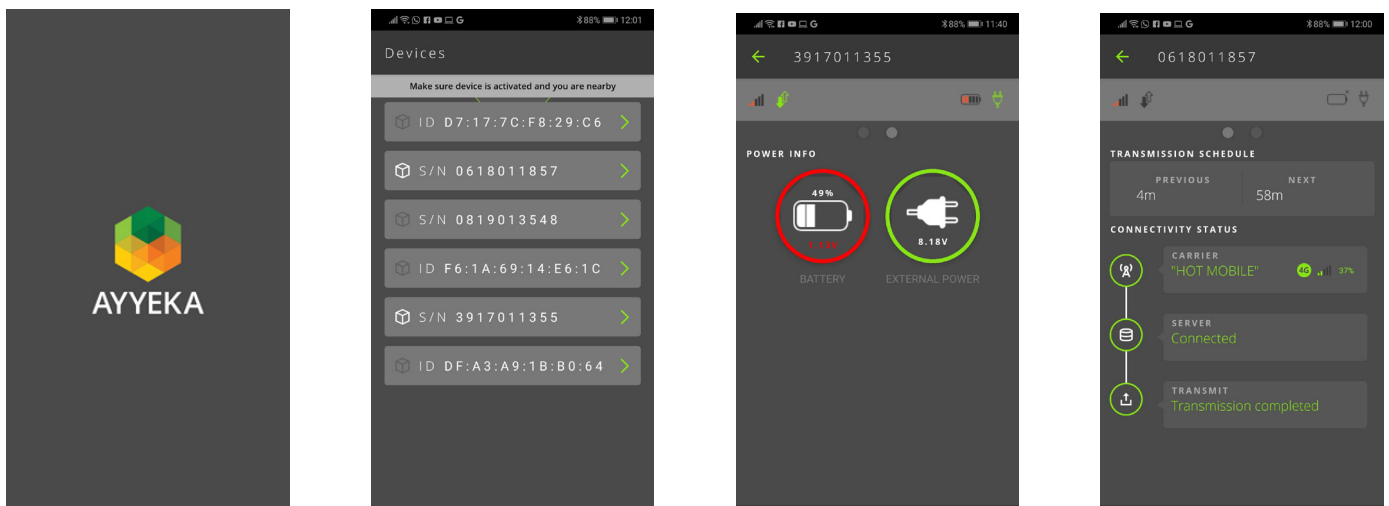 AYYEKA
G 88% 12:01
Devices
Make sure device is activated and you are nearby
ID D7:17:7C:F8:29:C6
S/N 0618011857
S/N 0819013548
ID F6:1A:69:14:E6:1C
S/N 3917011355
ID DF:A3:A9:1B:B0:64
G 88% 11:40
3917011355
POWER INFO
49%
8.18V
BATTERY EXTERNAL POWER
G 88% 12:00
0618011857
TRANSMISSION SCHEDULE
PREVIOUS NEXT
4m 58m
CONNECTIVITY STATUS
CARRIER
"HOT MOBILE" 4G 37%
SERVER
Connected
TRANSMIT
Transmission completed